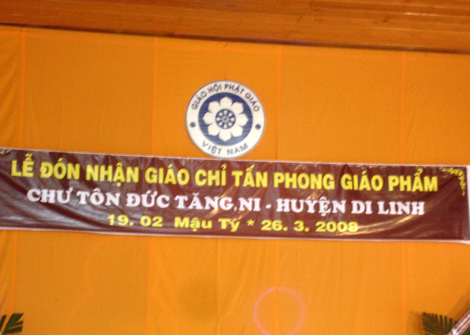 GIÁO HỘI PHẬT GIÁO
VIỆT NAM
LỄ ĐÓN NHẬN GIÁO CHỈ TẤN PHONG GIÁO PHẨM
CHƯ TÔN ĐỨC TĂNG, NI - HUYỆN DI LINH
19. 02 Mậu Tý * 26. 3. 2008